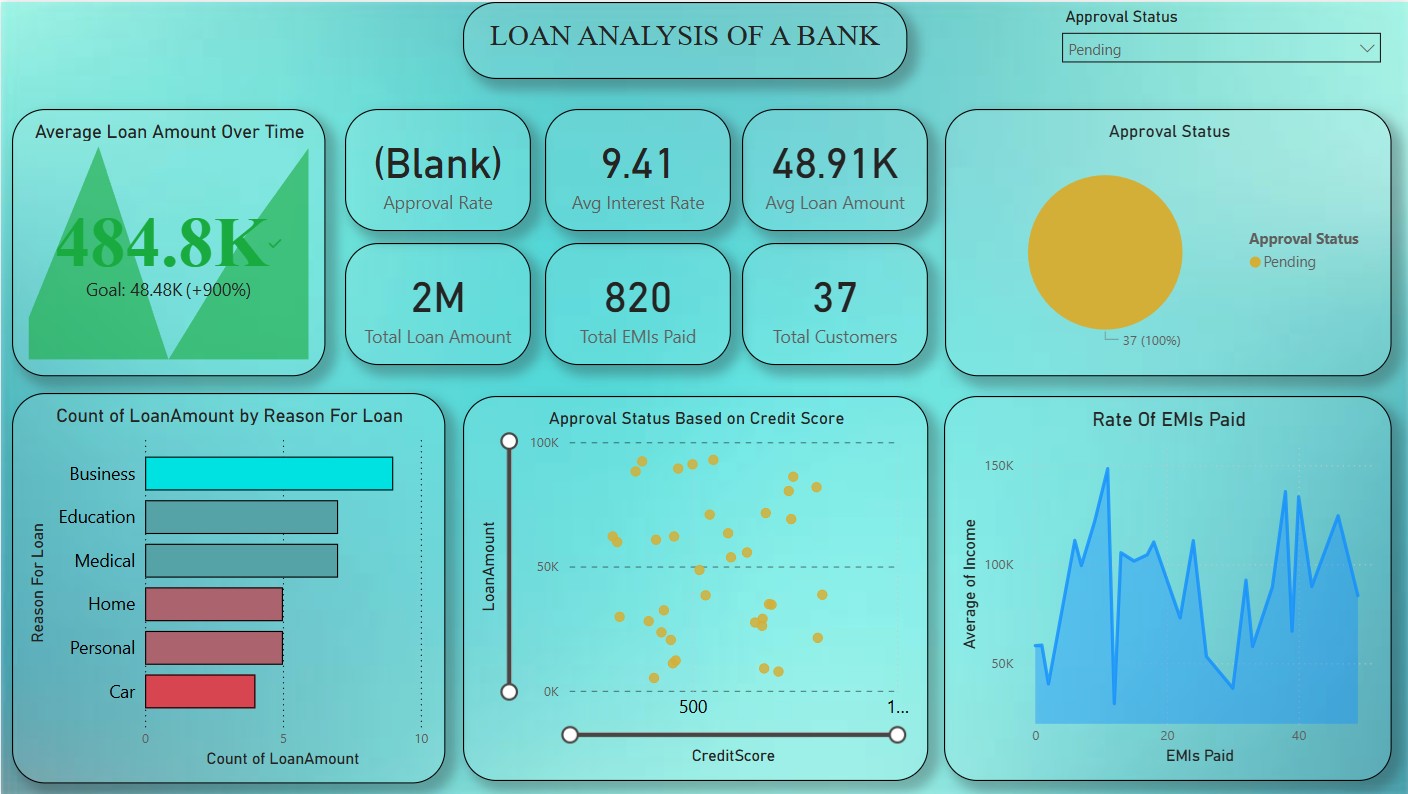 LOAN ANALYSIS OF A BANK
Approval Status
Pending
Average Loan Amount Over Time
484.8K
Goal: 48.48K (+900%)
(Blank)
Approval Rate
9.41
Avg Interest Rate
48.91K
Avg Loan Amount
2M
Total Loan Amount
820
Total EMIs Paid
37
Total Customers
Approval Status
Approval Status
Pending
37 (100%)
Count of LoanAmount by Reason For Loan
Reason For Loan
Business
Education
Medical
Home
Personal
Car
0 5 10
Count of LoanAmount
Approval Status Based on Credit Score
LoanAmount
100K
50K
0K
500 1...
CreditScore
Rate Of EMIs Paid
Average of Income
150K
100K
50K
0 20 40
EMIs Paid